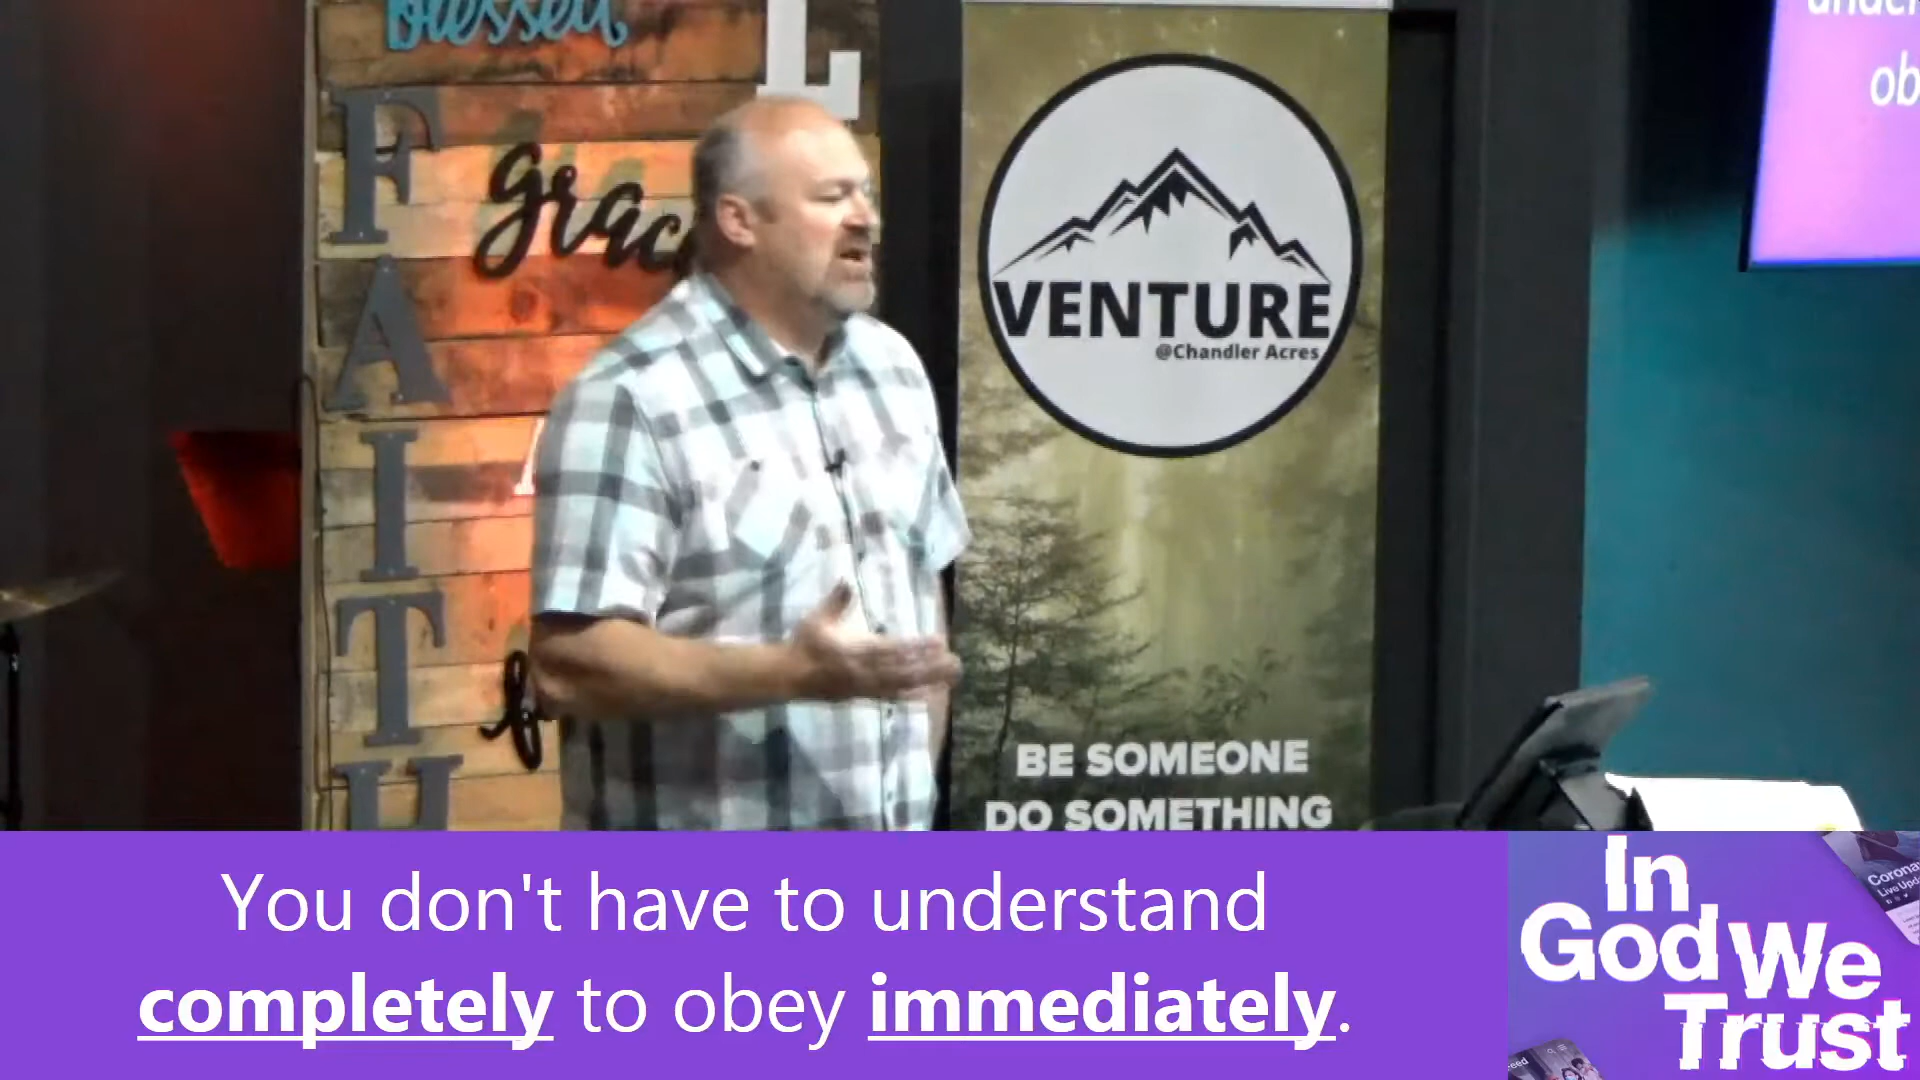 blessed
L
FAITH
grac
VENTURE
@Chandler Acres
BE SOMEONE
DO SOMETHING
ob
You don't have to understand
completely to obey immediately.
In
God We
Trust